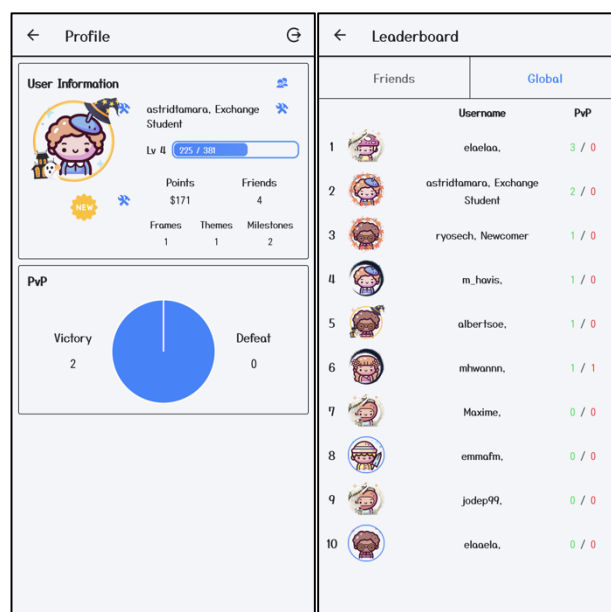 Profile
User Information
astridtamara, Exchange
Student
Lv 4 225 / 381
Points Friends
$171 4
NEW
Frames Themes Milestones
1 1 2
PvP
Victory Defeat
2 0
Leaderboard
Friends Global
Username PvP
1 elaelaa, 3 / 0
2 astridtamara, Exchange Student 2 / 0
3 ryosech, Newcomer 1 / 0
4 m_havis, 1 / 0
5 albertsoe, 1 / 0
6 mhwannn, 1 / 1
7 Maxime, 0 / 0
8 emmafm, 0 / 0
9 jodep99, 0 / 0
10 elaaela, 0 / 0